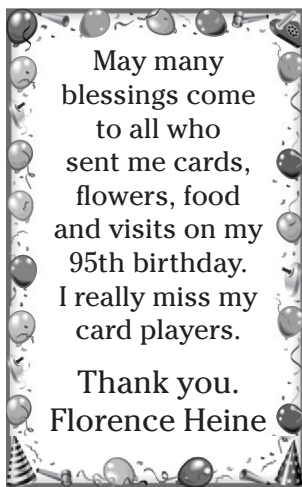 May many
blessings come
to all who
sent me cards,
flowers, food
and visits on my
95th birthday.
I really miss my
card players.
Thank you.
Florence Heine